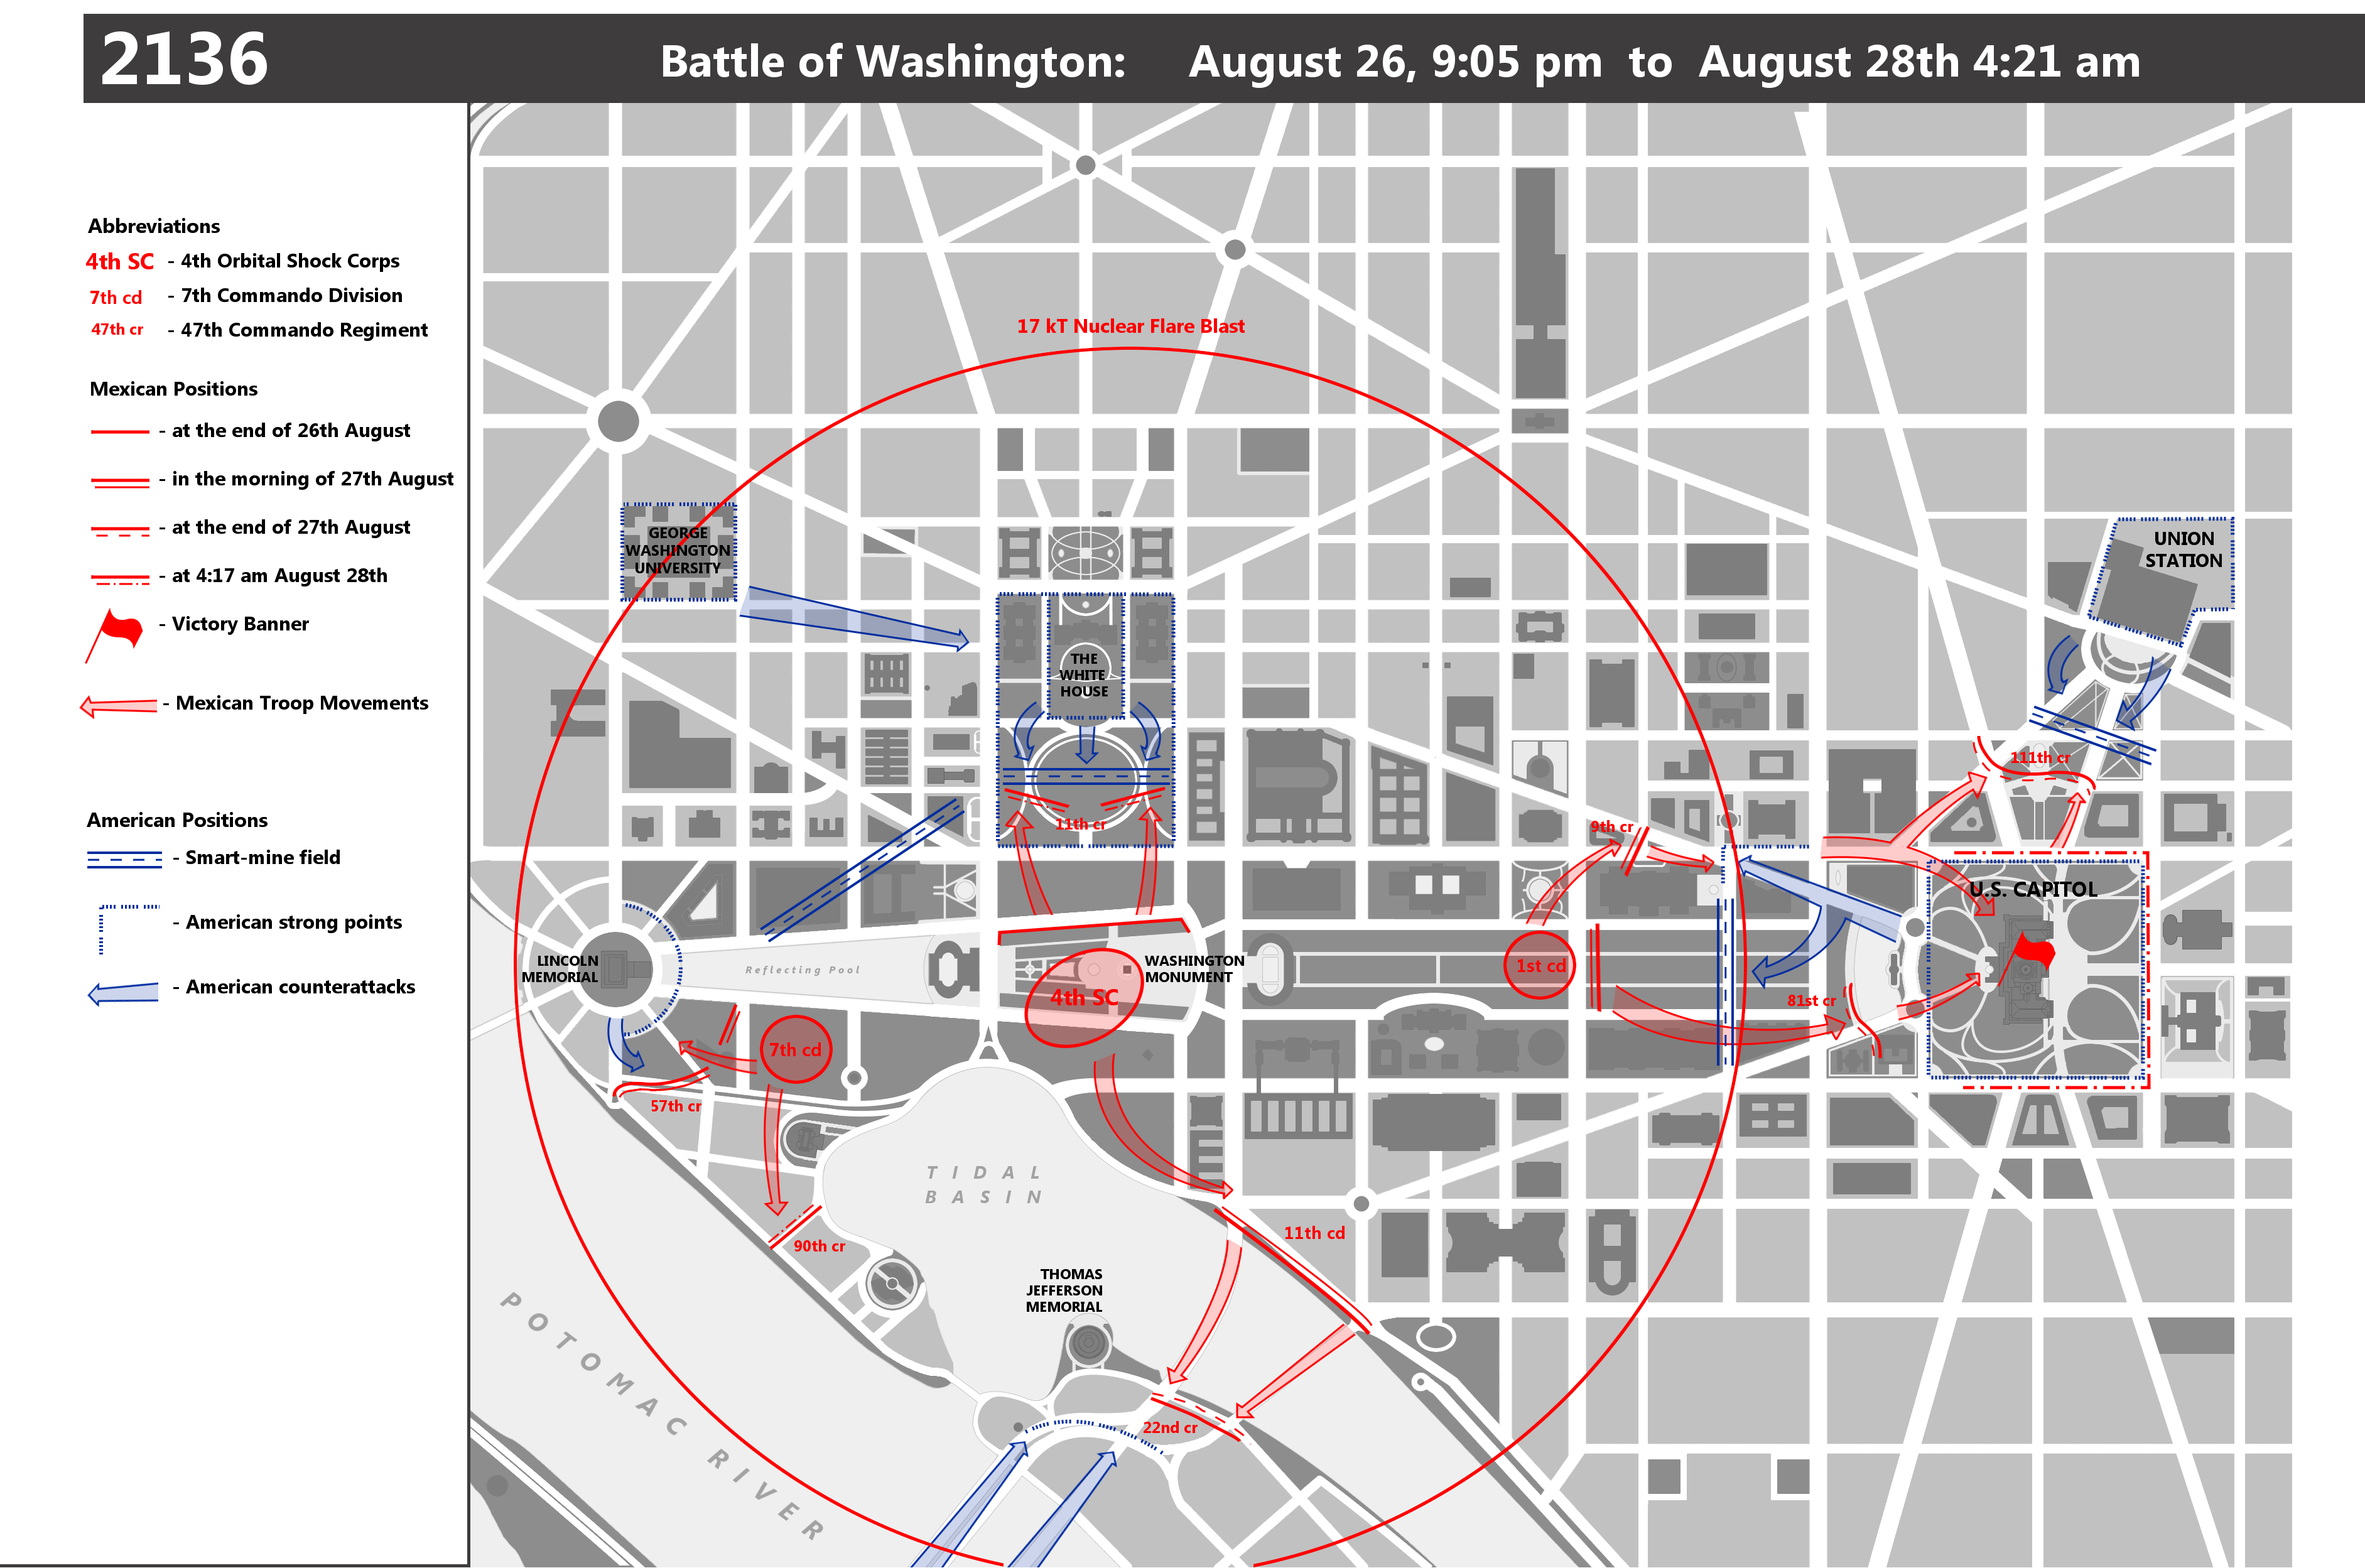 2136
Battle of Washington: August 26, 9:05 pm to August 28th 4:21 am
Abbreviations
4th SC - 4th Orbital Shock Corps
7th cd - 7th Commando Division
47th cr - 47th Commando Regiment
Mexican Positions
- at the end of 26th August
- in the morning of 27th August
- at the end of 27th August
- at 4:17 am August 28th
- Victory Banner
- Mexican Troop Movements
American Positions
- Smart-mine field
- American strong points
- American counterattacks
17 kT Nuclear Flare Blast
GEORGE
WASHINGTON
UNIVERSITY
UNION
STATION
THE
WHITE
HOUSE
111th cr
11th cr
9th cr
U.S. CAPITOL
LINCOLN
MEMORIAL
Reflecting Pool
WASHINGTON
MONUMENT
4th SC
1st cd
81st cr
7th cd
57th cr
TIDAL
BASIN
90th cr
11th cd
THOMAS
JEFFERSON
MEMORIAL
22nd cr
POTOMAC RIVER